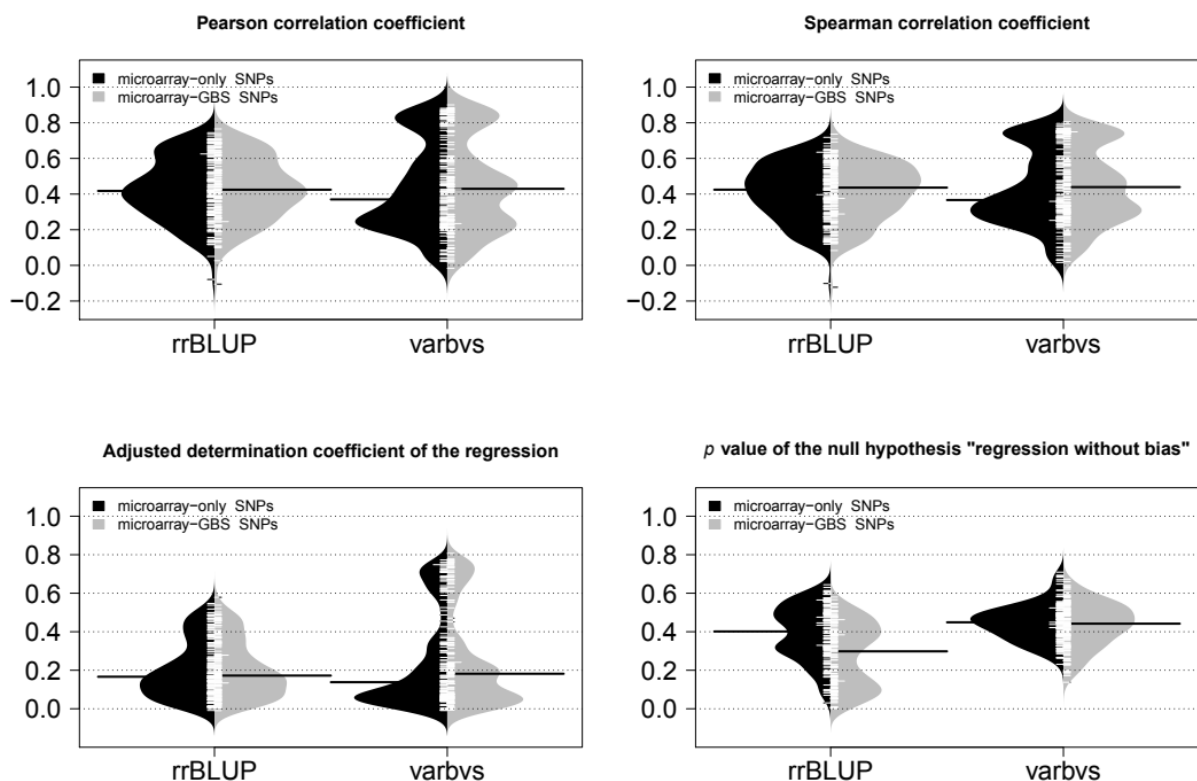 Pearson correlation coefficient
microarray−only SNPs
microarray−GBS SNPs
1.0
0.8
0.6
0.4
0.2
0.0
−0.2
rrBLUP varbvs
Spearman correlation coefficient
microarray−only SNPs
microarray−GBS SNPs
1.0
0.8
0.6
0.4
0.2
0.0
−0.2
rrBLUP varbvs
Adjusted determination coefficient of the regression
microarray−only SNPs
microarray−GBS SNPs
1.0
0.8
0.6
0.4
0.2
0.0
rrBLUP varbvs
p value of the null hypothesis "regression without bias"
microarray−only SNPs
microarray−GBS SNPs
1.0
0.8
0.6
0.4
0.2
0.0
rrBLUP varbvs